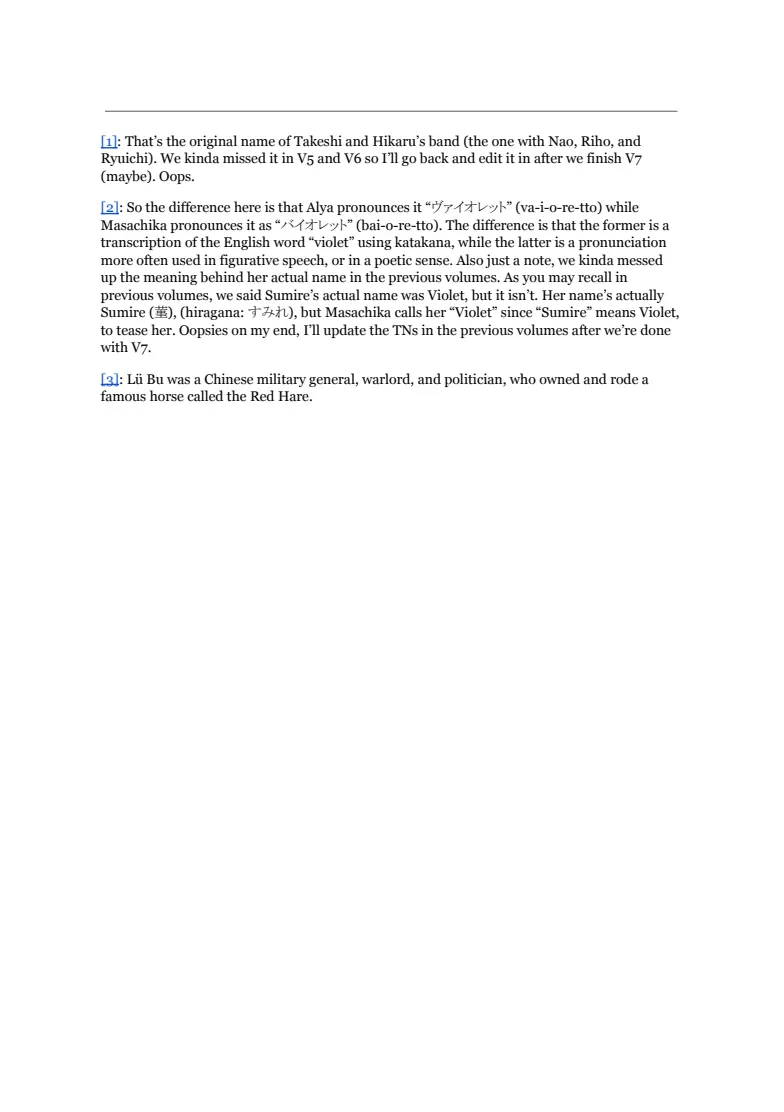 [1]: That’s the original name of Takeshi and Hikaru’s band (the one with Nao, Riho, and
Ryuichi). We kinda missed it in V5 and V6 so I’ll go back and edit it in after we finish V7
(maybe). Oops.
[2]: So the difference here is that Alya pronounces it “ヴァイオレット” (va-i-o-re-tto) while
Masachika pronounces it as “バイオレット” (bai-o-re-tto). The difference is that the former is a
transcription of the English word “violet” using katakana, while the latter is a pronunciation
more often used in figurative speech, or in a poetic sense. Also just a note, we kinda messed
up the meaning behind her actual name in the previous volumes. As you may recall in
previous volumes, we said Sumire’s actual name was Violet, but it isn’t. Her name’s actually
Sumire (菫), (hiragana: すみれ), but Masachika calls her “Violet” since “Sumire” means Violet,
to tease her. Oopsies on my end, I’ll update the TNs in the previous volumes after we’re done
with V7.
[3]: Lü Bu was a Chinese military general, warlord, and politician, who owned and rode a
famous horse called the Red Hare.